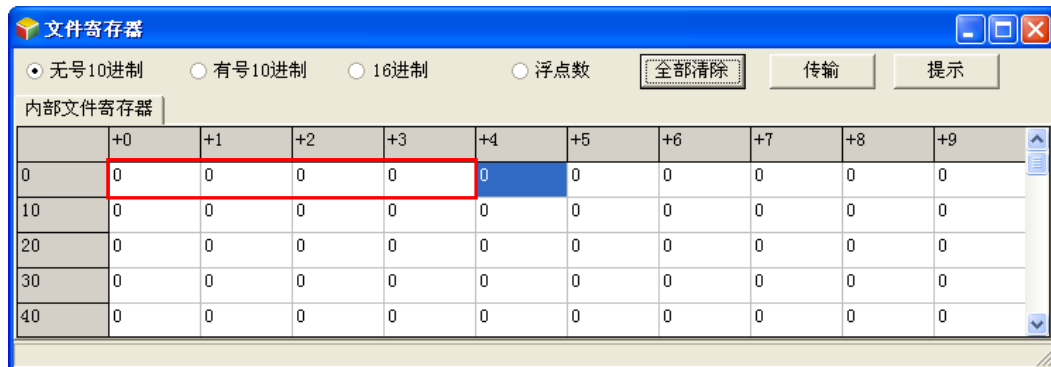 文件寄存器
无号10进制 有号10进制 16进制 浮点数 全部清除 传输 提示
内部文件寄存器
+0 +1 +2 +3 +4 +5 +6 +7 +8 +9
0 0 0 0 0 0 0 0 0 0 0
10 0 0 0 0 0 0 0 0 0 0
20 0 0 0 0 0 0 0 0 0 0
30 0 0 0 0 0 0 0 0 0 0
40 0 0 0 0 0 0 0 0 0 0